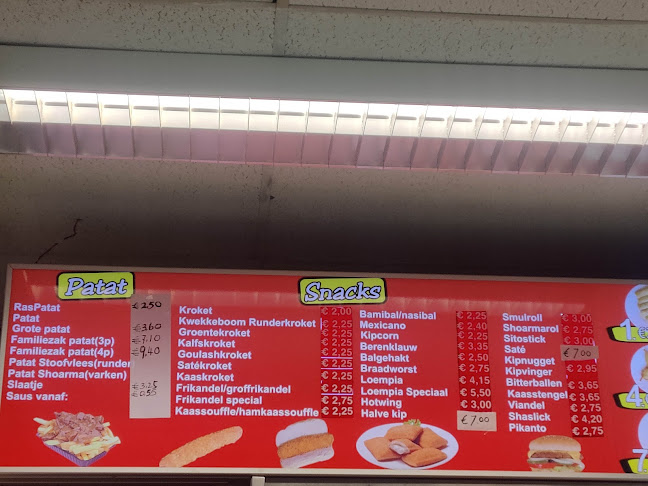 Patat
RasPatat € 2,50
Patat
Grote patat € 3,60
Familiezak patat(3p) € 7,10
Familiezak patat(4p) € 9,40
Patat Stoofvlees(runder
Patat Shoarma(varken)
Slaatje € 3,25
Saus vanaf: € 0,50
Snacks
Kroket € 2,00
Kwekkeboom Runderkroket € 2,25
Groentekroket € 2,25
Kalfskroket € 2,25
Goulashkroket € 2,25
Satékroket € 2,25
Kaaskroket € 2,25
Frikandel/groffrikandel € 2,25
Frikandel special € 2,75
Kaassouffle/hamkaassouffle € 2,25
Bamibal/nasibal € 2,25
Mexicano € 2,40
Kipcorn € 2,25
Berenklauw € 3,35
Balgehakt € 2,50
Braadworst € 2,75
Loempia € 4,15
Loempia Speciaal € 5,50
Hotwing € 3,00
Halve kip € 7,00
Smulroll € 3,00
Shoarmarol € 2,75
Sitostick € 3,00
Saté € 7,00
Kipnugget
Kipvinger € 2,95
Bitterballen € 3,65
Kaasstengel € 3,65
Viandel € 2,75
Shaslick € 4,20
Pikanto € 2,75